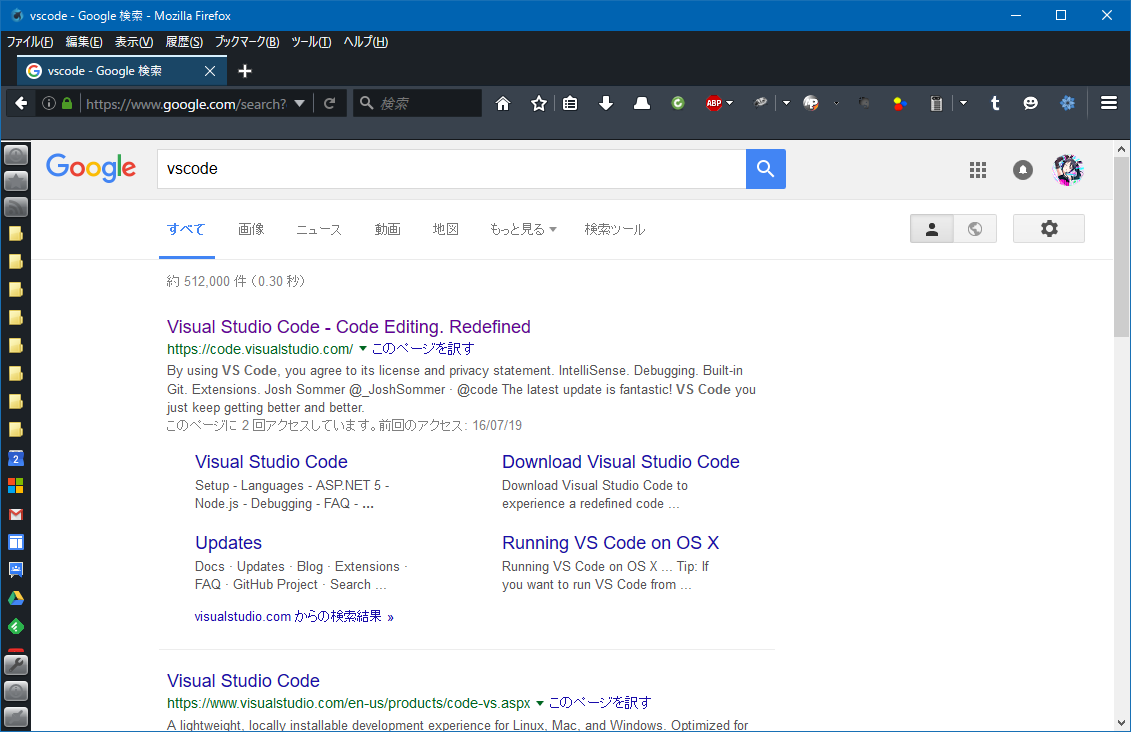 vscode - Google 検索 - Mozilla Firefox
ファイル(F) 編集(E) 表示(V) 履歴(S) ブックマーク(B) ツール(T) ヘルプ(H)
vscode - Google 検索
https://www.google.com/search? 検索 ABP t
Google vscode
すべて 画像 ニュース 動画 地図 もっと見る 検索ツール
約 512,000 件 (0.30 秒)
Visual Studio Code - Code Editing. Redefined
https://code.visualstudio.com/ このページを訳す
By using VS Code, you agree to its license and privacy statement. IntelliSense. Debugging. Built-in
Git. Extensions. Josh Sommer @_JoshSommer · @code The latest update is fantastic! VS Code you
just keep getting better and better.
このページに 2 回アクセスしています。前回のアクセス: 16/07/19
Visual Studio Code
Setup - Languages - ASP.NET 5 -
Node.js - Debugging - FAQ - ...
Download Visual Studio Code
Download Visual Studio Code to
experience a redefined code ...
Updates
Docs · Updates · Blog · Extensions ·
FAQ · GitHub Project · Search ...
Running VS Code on OS X
Running VS Code on OS X ... Tip: If
you want to run VS Code from ...
visualstudio.com からの検索結果 »
Visual Studio Code
https://www.visualstudio.com/en-us/products/code-vs.aspx このページを訳す
A lightweight, locally installable development experience for Linux, Mac, and Windows. Optimized for
2